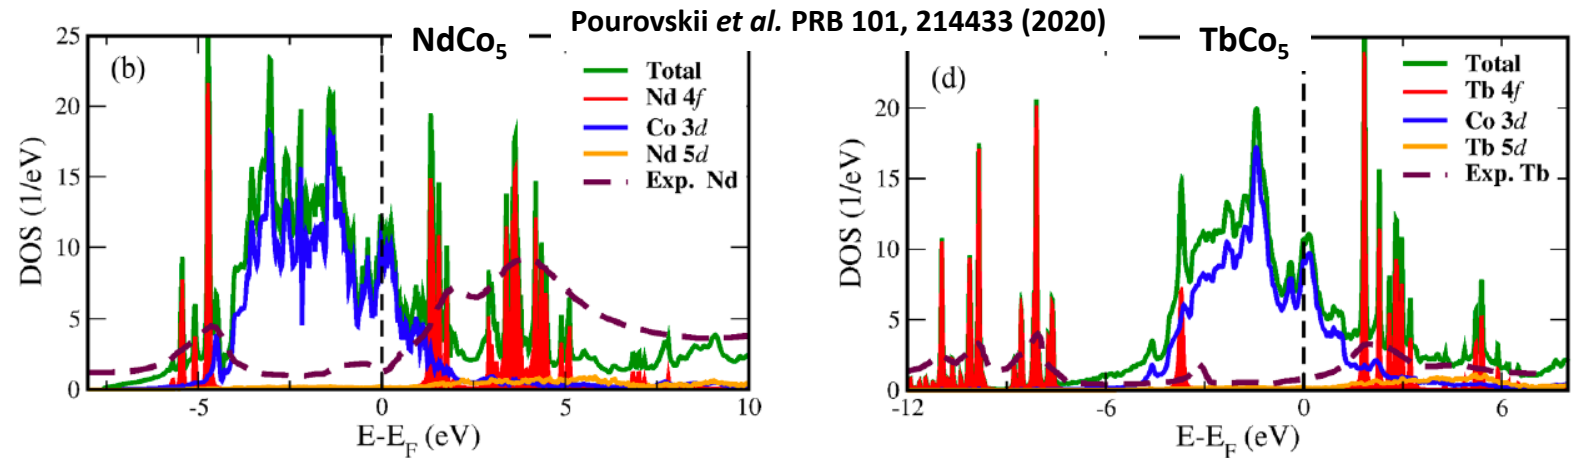 Pourovskii et al. PRB 101, 214433 (2020)
NdCo₅
(b)
Total
Nd 4f
Co 3d
Nd 5d
Exp. Nd
DOS (1/eV)
25
20
15
10
5
0
-5
0
5
10
E-E_F (eV)
TbCo₅
(d)
Total
Tb 4f
Co 3d
Tb 5d
Exp. Tb
DOS (1/eV)
20
15
10
5
0
-12
-6
0
6
E-E_F (eV)